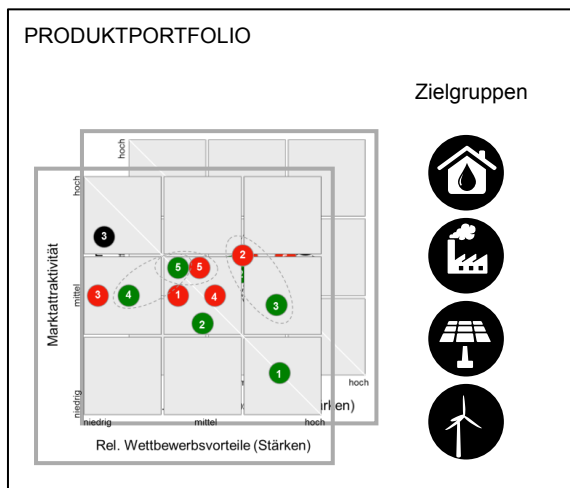 PRODUKTPORTFOLIO
Zielgruppen
hoch
hoch
3
2
5
5
Marktattraktivität
mittel
3
4
1
4
3
2
1
niedrig
hoch
niedrig
mittel
hoch
Rel. Wettbewerbsvorteile (Stärken)